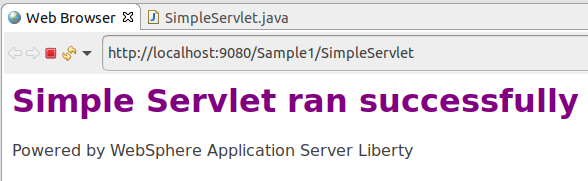 Web Browser
SimpleServlet.java
http://localhost:9080/Sample1/SimpleServlet
Simple Servlet ran successfully
Powered by WebSphere Application Server Liberty